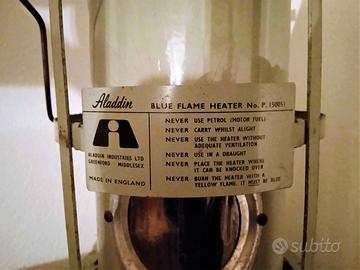 Aladdin
BLUE FLAME HEATER No. P. 150051
ALADDIN INDUSTRIES LTD
GREENFORD MIDDLESEX
MADE IN ENGLAND
NEVER USE PETROL (MOTOR FUEL)
NEVER CARRY WHILST ALIGHT
NEVER USE THE HEATER WITHOUT
ADEQUATE VENTILATION
NEVER USE IN A DRAUGHT
NEVER PLACE THE HEATER WHERE
IT CAN BE KNOCKED OVER
NEVER BURN THE HEATER WITH A
YELLOW FLAME. IT MUST BE BLUE
subito